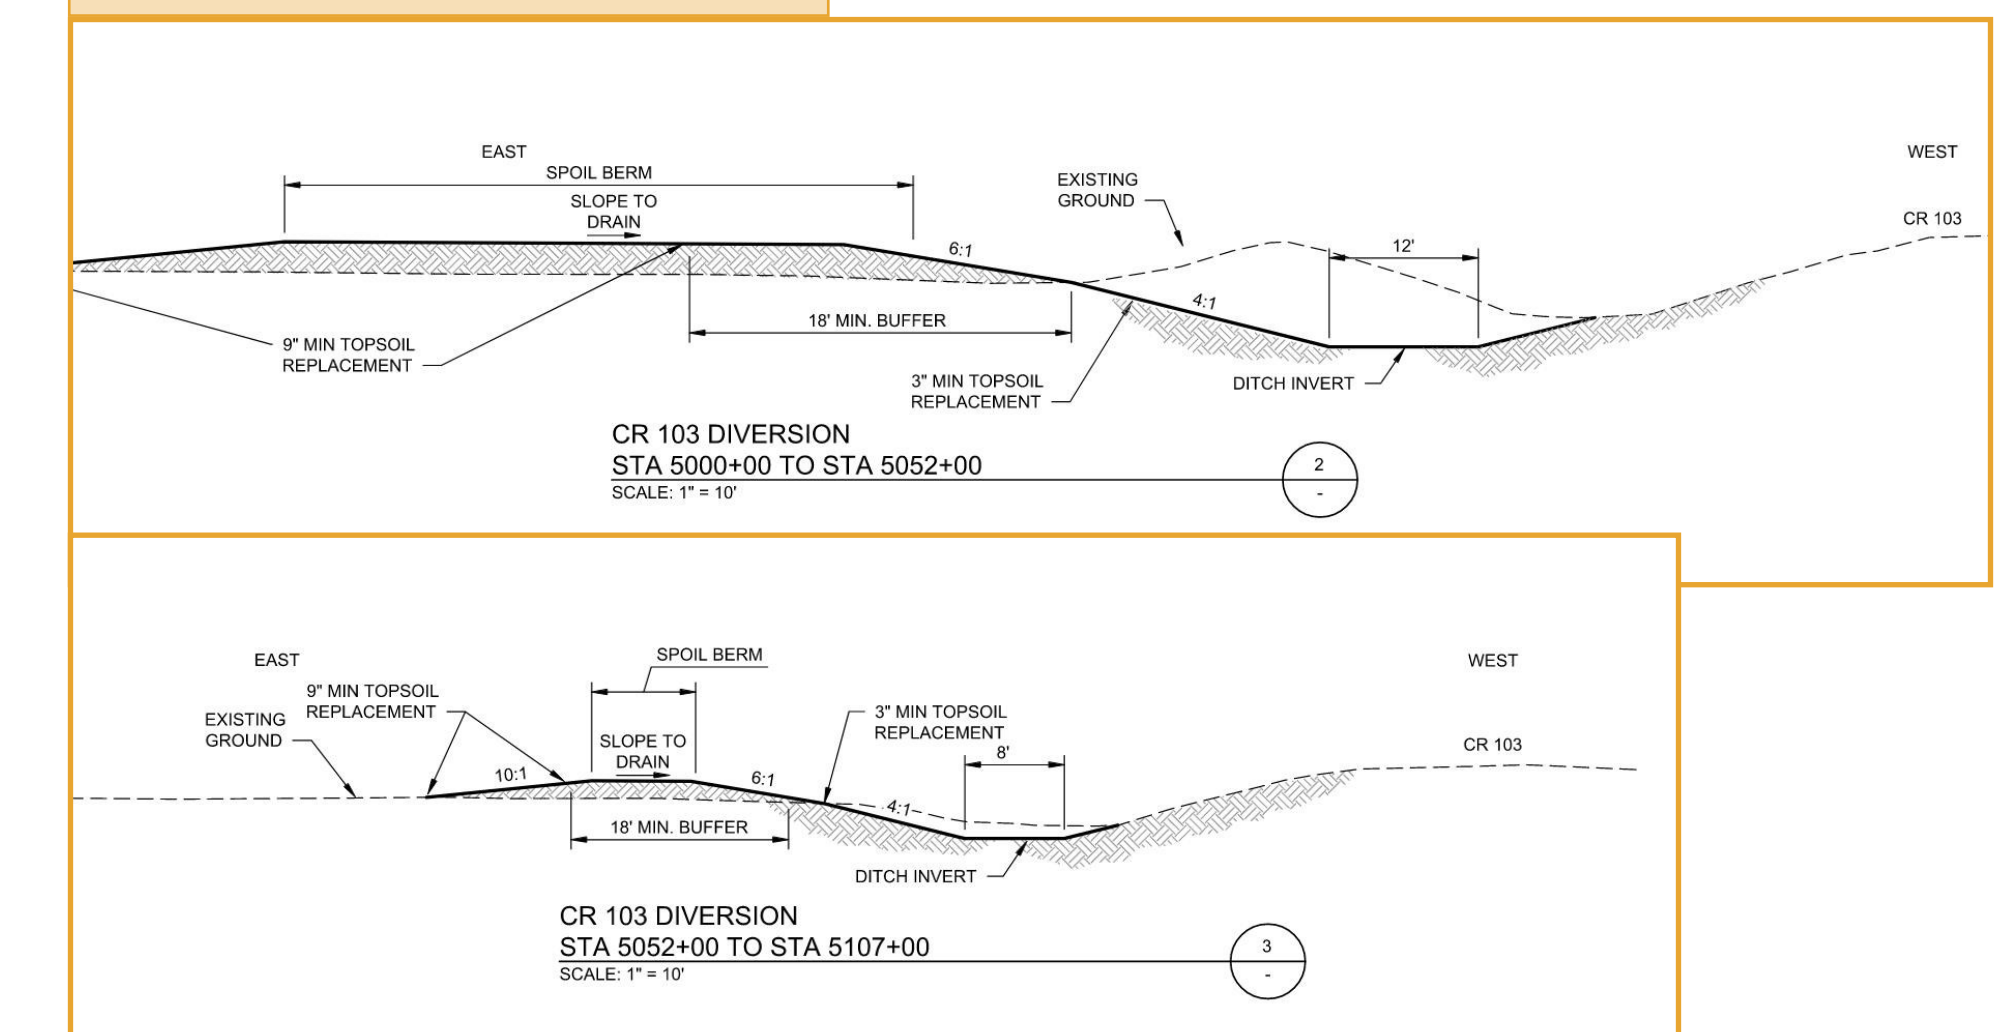 EAST
SPOIL BERM
SLOPE TO
DRAIN
6:1
EXISTING
GROUND
12'
WEST
CR 103
4:1
18' MIN. BUFFER
9" MIN TOPSOIL
REPLACEMENT
3" MIN TOPSOIL
REPLACEMENT
DITCH INVERT
CR 103 DIVERSION
STA 5000+00 TO STA 5052+00
SCALE: 1" = 10'
2
-
EAST
SPOIL BERM
WEST
9" MIN TOPSOIL
REPLACEMENT
EXISTING
GROUND
3" MIN TOPSOIL
REPLACEMENT
SLOPE TO
DRAIN
8'
CR 103
10:1
6:1
4:1
18' MIN. BUFFER
DITCH INVERT
CR 103 DIVERSION
STA 5052+00 TO STA 5107+00
SCALE: 1" = 10'
3
-